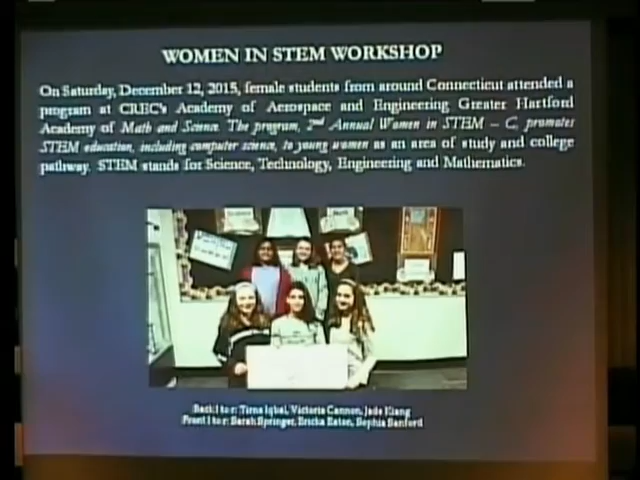 WOMEN IN STEM WORKSHOP
On Saturday, December 12, 2015, female students from around Connecticut attended a
program at CREC's Academy of Aerospace and Engineering Greater Hartford
Academy of Math and Science. The program, 2nd Annual Women in STEM – C, promotes
STEM education, including computer science, to young women as an area of study and college
pathway. STEM stands for Science, Technology, Engineering and Mathematics.
Back l to r: Iqbal, Victoria Cannon, Jade
Front l to r: Sarah Springer, Ericka Eaton, Sophia Sanford